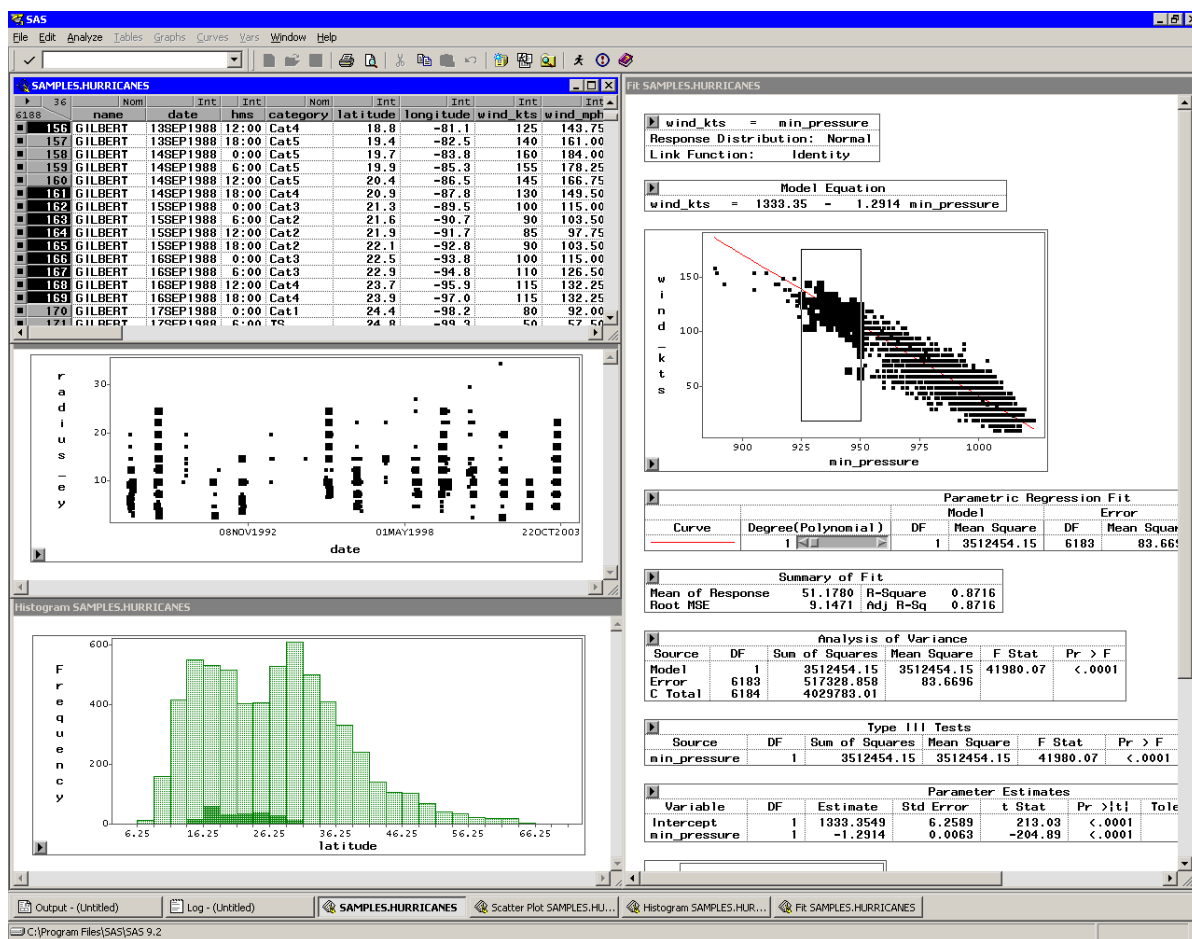 SAS
File Edit Analyze Tables Graphs Curves Vars Window Help
SAMPLES.HURRICANES
36 Nom Int Int Nom Int Int Int Int
6188 name date hms category latitude longitude wind_kts wind_mph
156 GILBERT 13SEP1988 12:00 Cat4 18.8 -81.1 125 143.75
157 GILBERT 13SEP1988 18:00 Cat5 19.4 -82.5 140 161.00
158 GILBERT 14SEP1988 0:00 Cat5 19.7 -83.8 160 184.00
159 GILBERT 14SEP1988 6:00 Cat5 19.9 -85.3 155 178.25
160 GILBERT 14SEP1988 12:00 Cat5 20.4 -86.5 145 166.75
161 GILBERT 14SEP1988 18:00 Cat4 20.9 -87.8 130 149.50
162 GILBERT 15SEP1988 0:00 Cat3 21.3 -89.5 100 115.00
163 GILBERT 15SEP1988 6:00 Cat2 21.6 -90.7 90 103.50
164 GILBERT 15SEP1988 12:00 Cat2 21.9 -91.7 85 97.75
165 GILBERT 15SEP1988 18:00 Cat2 22.1 -92.8 90 103.50
166 GILBERT 16SEP1988 0:00 Cat3 22.5 -93.8 100 115.00
167 GILBERT 16SEP1988 6:00 Cat3 22.9 -94.8 110 126.50
168 GILBERT 16SEP1988 12:00 Cat4 23.7 -95.9 115 132.25
169 GILBERT 16SEP1988 18:00 Cat4 23.9 -97.0 115 132.25
170 GILBERT 17SEP1988 0:00 Cat1 24.4 -98.2 80 92.00
171 GILBERT 17SEP1988 6:00 TS 24.8 -99.3 50 57.50
radius_ey
30
20
10
08NOV1992 01MAY1998 22OCT2003
date
Histogram SAMPLES.HURRICANES
Frequency
600
400
200
0
6.25 16.25 26.25 36.25 46.25 56.25 66.25
latitude
Fit SAMPLES.HURRICANES
wind_kts = min_pressure
Response Distribution: Normal
Link Function: Identity
Model Equation
wind_kts = 1333.35 - 1.2914 min_pressure
wind_kts
150
100
50
900 925 950 975 1000
min_pressure
Parametric Regression Fit
Model Error
Curve Degree(Polynomial) DF Mean Square DF Mean Squar
1 1 3512454.15 6183 83.669
Summary of Fit
Mean of Response 51.1780 R-Square 0.8716
Root MSE 9.1471 Adj R-Sq 0.8716
Analysis of Variance
Source DF Sum of Squares Mean Square F Stat Pr > F
Model 1 3512454.15 3512454.15 41980.07 <.0001
Error 6183 517328.858 83.6696
C Total 6184 4029783.01
Type III Tests
Source DF Sum of Squares Mean Square F Stat Pr > F
min_pressure 1 3512454.15 3512454.15 41980.07 <.0001
Parameter Estimates
Variable DF Estimate Std Error t Stat Pr >|t| Tole
Intercept 1 1333.3549 6.2589 213.03 <.0001
min_pressure 1 -1.2914 0.0063 -204.89 <.0001
Output - (Untitled) Log - (Untitled) SAMPLES.HURRICANES Scatter Plot SAMPLES.HU... Histogram SAMPLES.HUR... Fit SAMPLES.HURRICANES
C:\Program Files\SAS\SAS 9.2